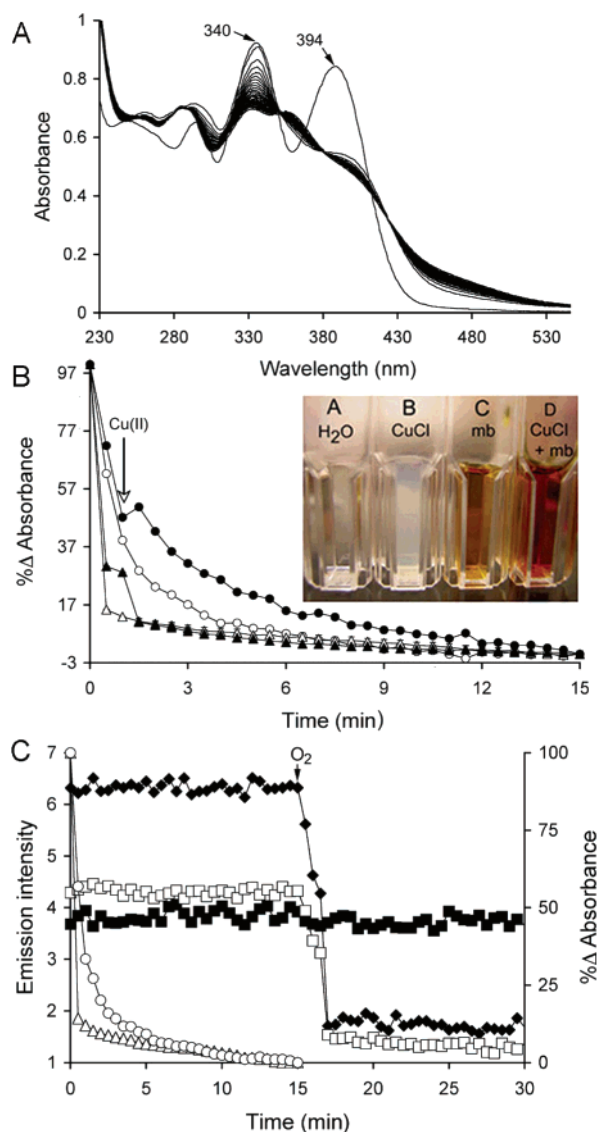 A
340
394
1
0.8
0.6
0.4
0.2
0
Absorbance
230
280
330
380
430
480
530
Wavelength (nm)
B
97
77
57
37
17
-3
%Δ Absorbance
Cu(II)
A
H2O
B
CuCl
C
mb
D
CuCl
+ mb
0
3
6
9
12
15
Time (min)
C
O2
7
6
5
4
3
2
1
Emission intensity
100
75
50
25
0
%Δ Absorbance
0
5
10
15
20
25
30
Time (min)